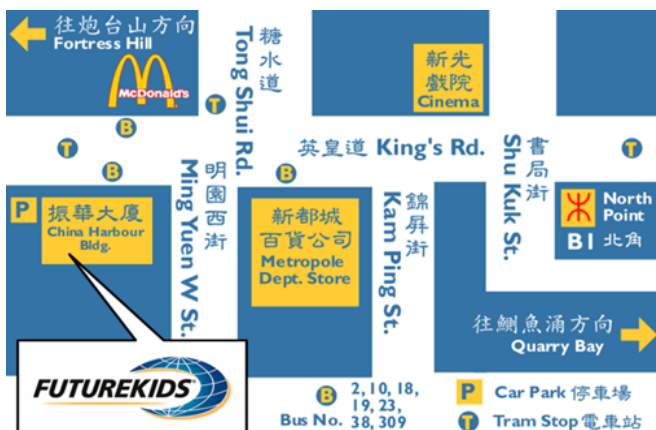 往炮台山方向
Fortress Hill
McDonald's
糖水道
Tong Shui Rd.
新光
戲院
Cinema
T
B
T
B
B
T
英皇道 King's Rd.
書局街
Shu Kuk St.
明園西街
Ming Yuen W St.
P
振華大廈
China Harbour
Bldg.
新都城
百貨公司
Metropole
Dept. Store
錦屏街
Kam Ping St.
North
Point
B1 北角
往鰂魚涌方向
Quarry Bay
FUTUREKIDS®
B
Bus No.
2, 10, 18,
19, 23,
38, 309
P Car Park 停車場
T Tram Stop 電車站